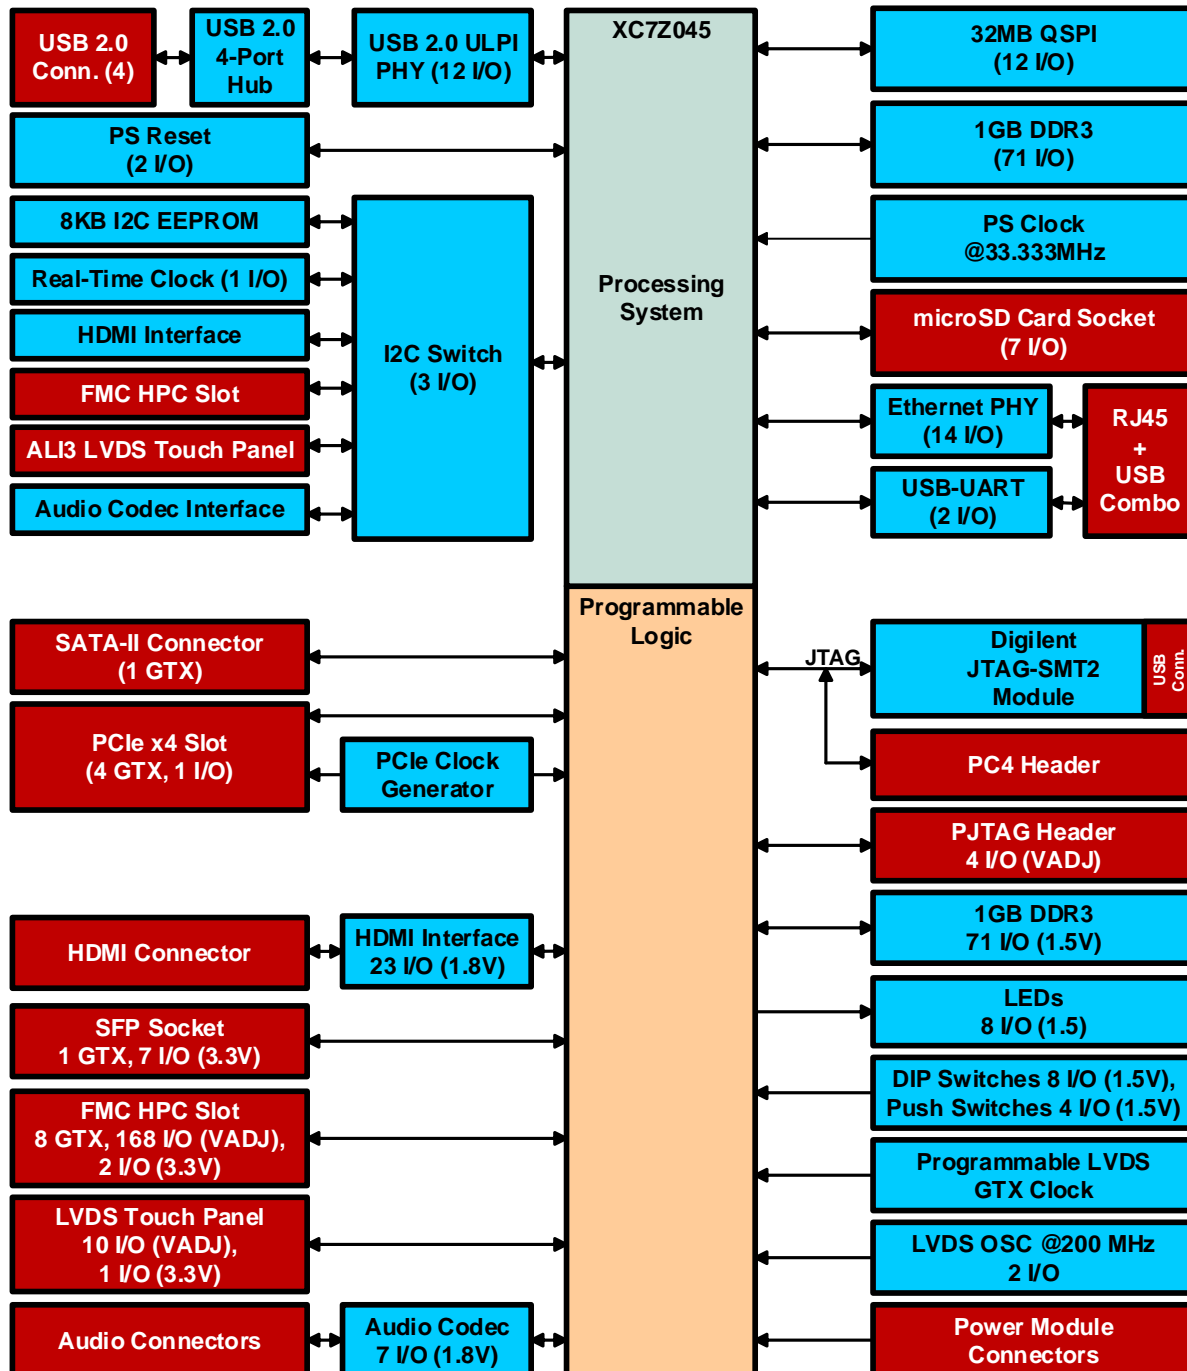 USB 2.0
Conn. (4)
USB 2.0
4-Port
Hub
USB 2.0 ULPI
PHY (12 I/O)
XC7Z045
32MB QSPI
(12 I/O)
PS Reset
(2 I/O)
1GB DDR3
(71 I/O)
8KB I2C EEPROM
PS Clock
@33.333MHz
Real-Time Clock (1 I/O)
HDMI Interface
FMC HPC Slot
ALI3 LVDS Touch Panel
Audio Codec Interface
I2C Switch
(3 I/O)
Processing
System
microSD Card Socket
(7 I/O)
Ethernet PHY
(14 I/O)
USB-UART
(2 I/O)
RJ45
+
USB
Combo
Programmable
Logic
SATA-II Connector
(1 GTX)
JTAG
Digilent
JTAG-SMT2
Module
USB
Conn.
PCIe x4 Slot
(4 GTX, 1 I/O)
PCIe Clock
Generator
PC4 Header
PJTAG Header
4 I/O (VADJ)
HDMI Connector
HDMI Interface
23 I/O (1.8V)
1GB DDR3
71 I/O (1.5V)
SFP Socket
1 GTX, 7 I/O (3.3V)
LEDs
8 I/O (1.5)
FMC HPC Slot
8 GTX, 168 I/O (VADJ),
2 I/O (3.3V)
DIP Switches 8 I/O (1.5V),
Push Switches 4 I/O (1.5V)
Programmable LVDS
GTX Clock
LVDS Touch Panel
10 I/O (VADJ),
1 I/O (3.3V)
LVDS OSC @200 MHz
2 I/O
Audio Connectors
Audio Codec
7 I/O (1.8V)
Power Module
Connectors